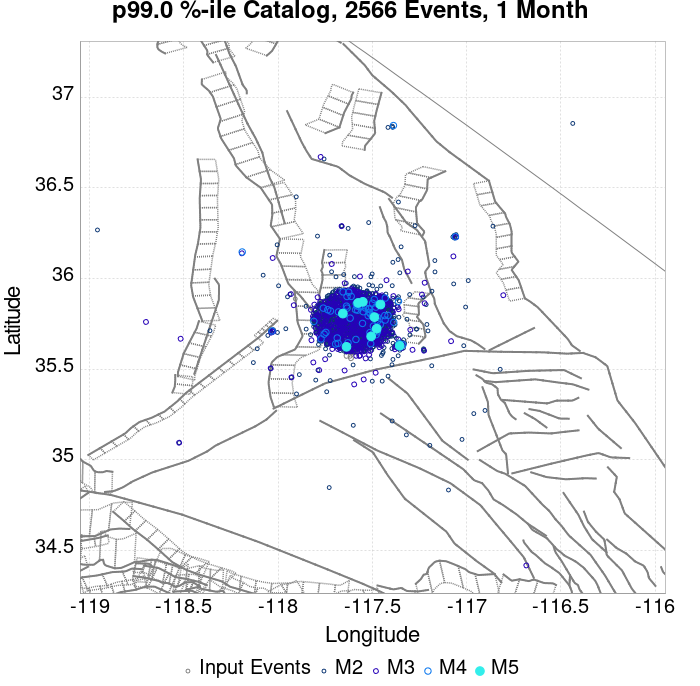 p99.0 %-ile Catalog, 2566 Events, 1 Month
37
36.5
36
35.5
35
34.5
Latitude
-119 -118.5 -118 -117.5 -117 -116.5 -116
Longitude
Input Events M2 M3 M4 M5